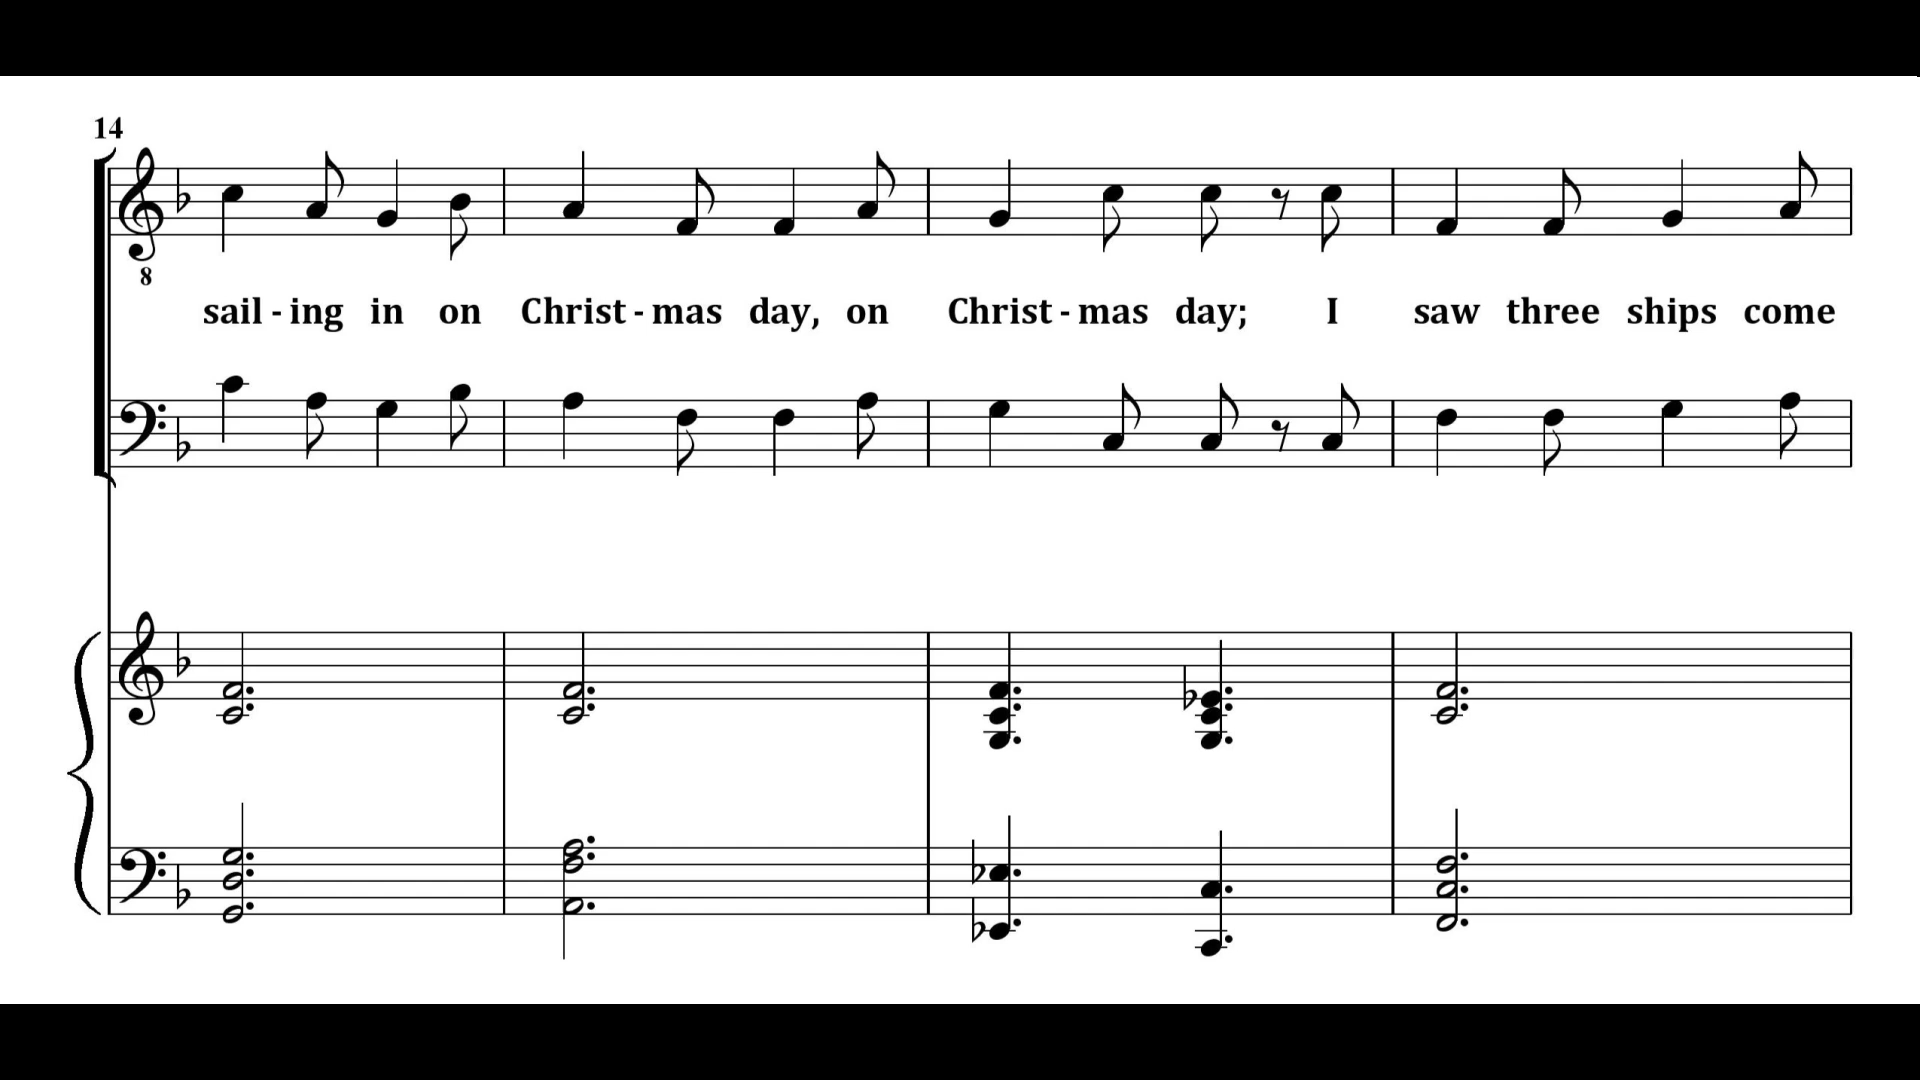 14
8
sail - ing in on Christ - mas day, on Christ - mas day; I saw three ships come